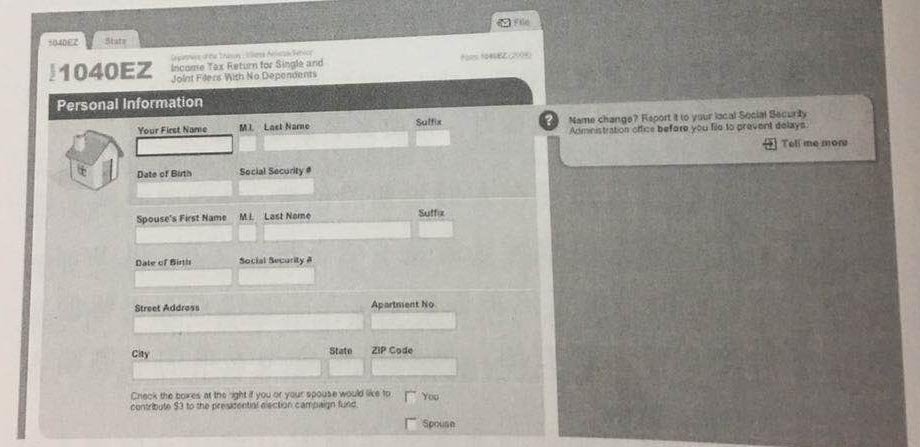 File
1040EZ State
Department of the Treasury | Internal Revenue Service
Form 1040EZ
Form 1040EZ
Income Tax Return for Single and
Joint Filers With No Dependents
Personal Information
Your First Name M.I. Last Name Suffix
Date of Birth Social Security #
Spouse's First Name M.I. Last Name Suffix
Date of Birth Social Security #
Street Address Apartment No.
City State ZIP Code
Check the boxes at the right if you or your spouse would like to
contribute $3 to the presidential election campaign fund.
You
Spouse
? Name change? Report it to your local Social Security
Administration office before you file to prevent delays.
Tell me more